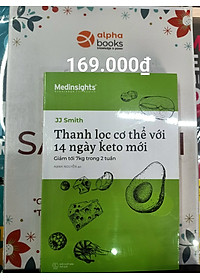 alpha
books
169.000₫
Medinsights
JJ Smith
Thanh lọc cơ thể với
14 ngày keto mới
Giảm tới 7kg trong 2 tuần
SA